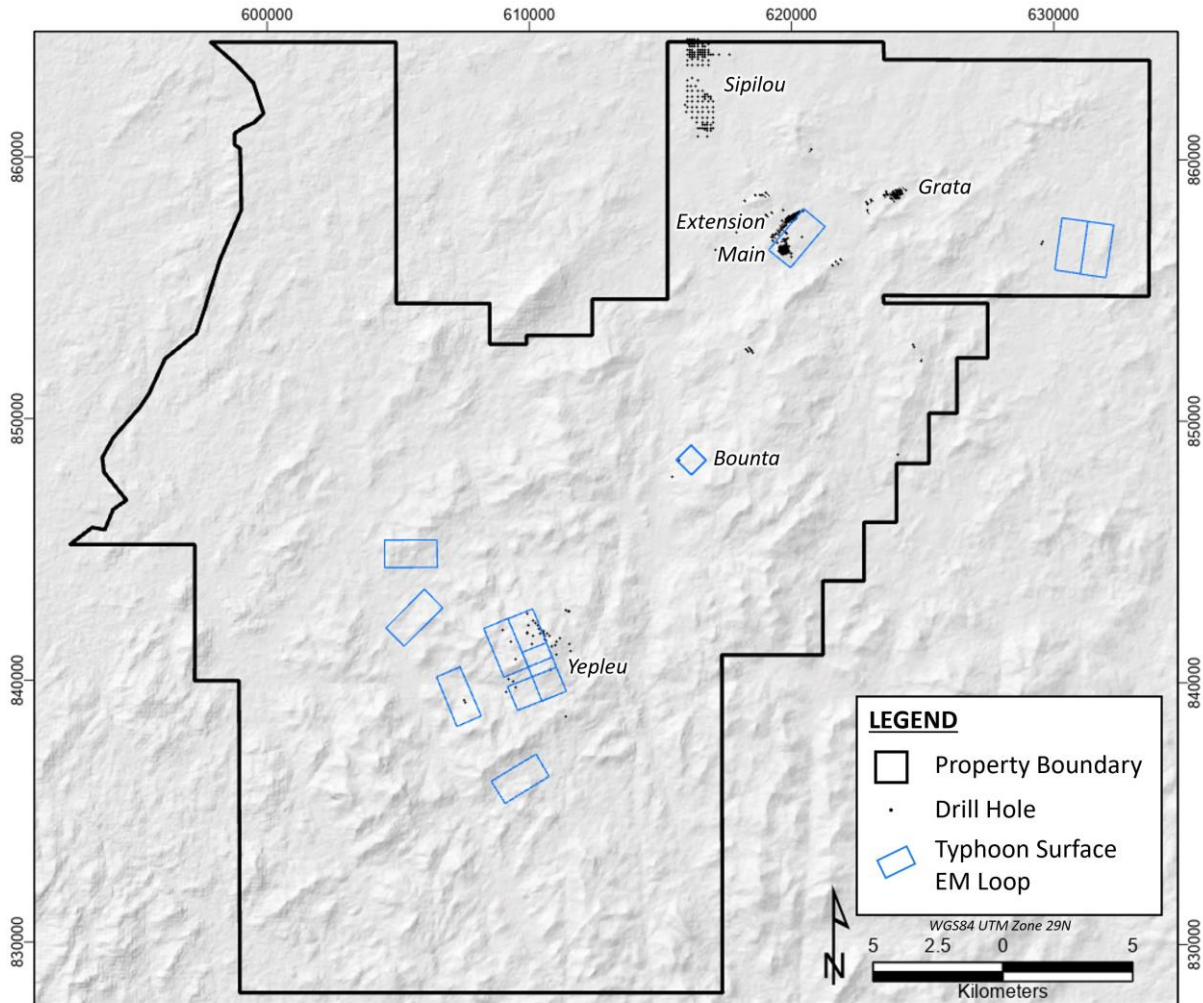 600000
610000
620000
630000
Sipilou
860000
860000
Grata
Extension
Main
850000
850000
Bounta
Yepleu
840000
840000
LEGEND
Property Boundary
Drill Hole
Typhoon Surface
EM Loop
WGS84 UTM Zone 29N
830000
830000
5 2.5 0 5
N
Kilometers